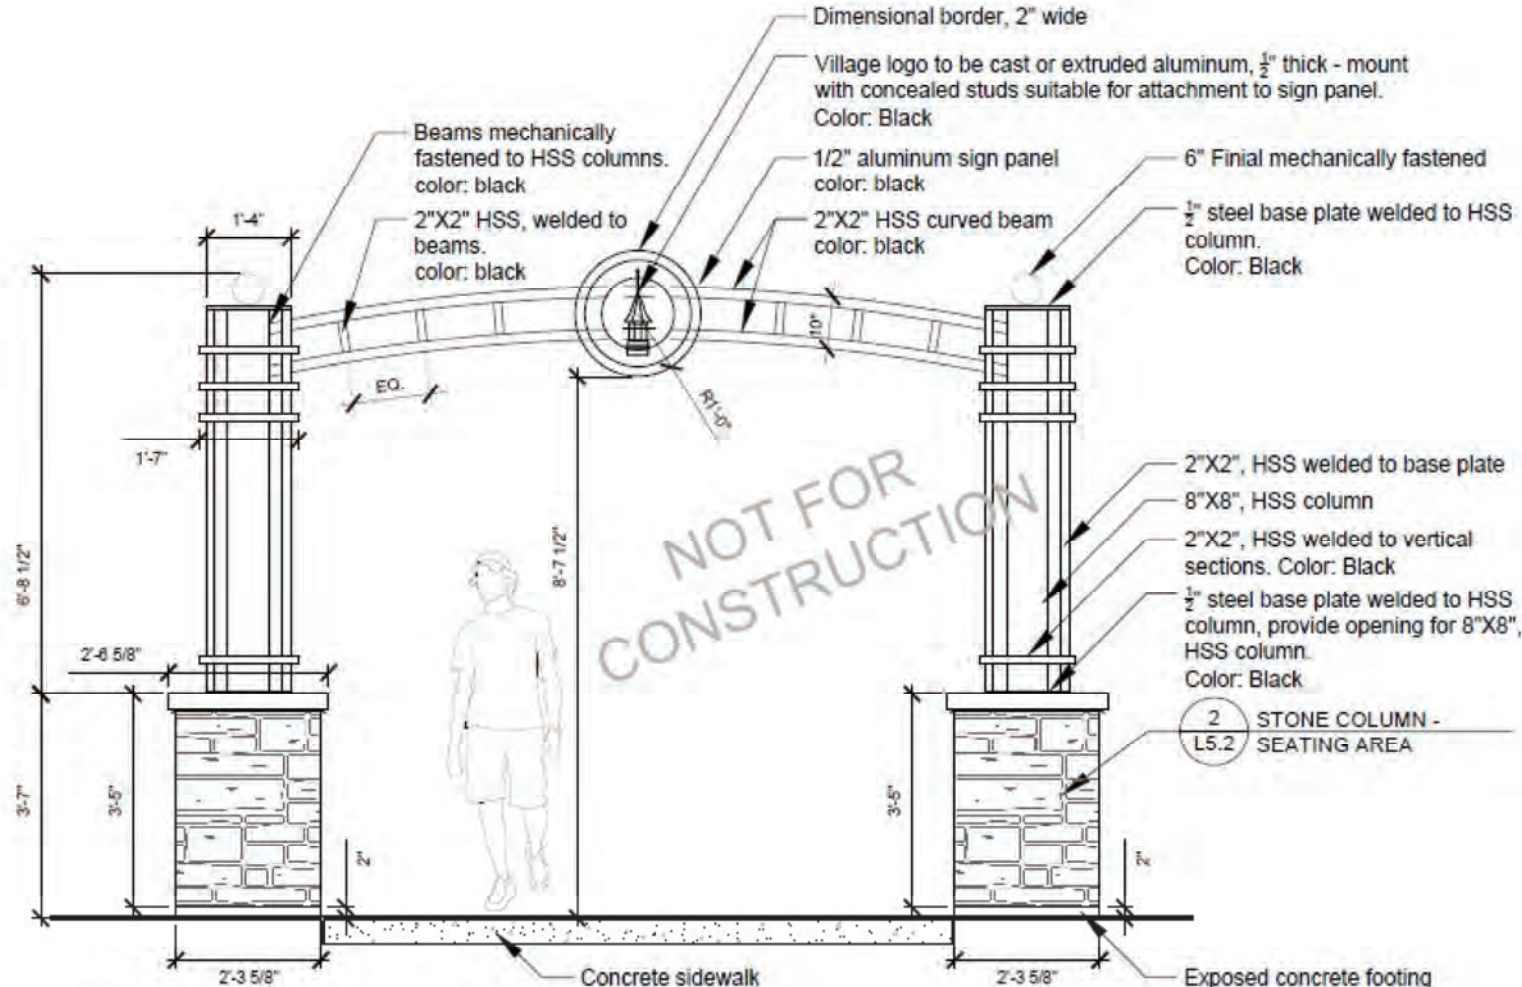 Dimensional border, 2" wide
Village logo to be cast or extruded aluminum, ½" thick - mount
with concealed studs suitable for attachment to sign panel.
Color: Black
Beams mechanically
fastened to HSS columns.
color: black
1/2" aluminum sign panel
color: black
6" Finial mechanically fastened
2"X2" HSS, welded to
beams.
color: black
2"X2" HSS curved beam
color: black
½" steel base plate welded to HSS
column.
Color: Black
1'-4"
10"
EQ.
R1'-0"
1'-7"
NOT FOR
CONSTRUCTION
2"X2", HSS welded to base plate
8"X8", HSS column
2"X2", HSS welded to vertical
sections. Color: Black
½" steel base plate welded to HSS
column, provide opening for 8"X8",
HSS column.
Color: Black
6'-8 1/2"
8'-7 1/2"
2'-6 5/8"
2
L5.2
STONE COLUMN -
SEATING AREA
3'-7"
3'-5"
2"
3'-5"
2"
2'-3 5/8"
Concrete sidewalk
2'-3 5/8"
Exposed concrete footing